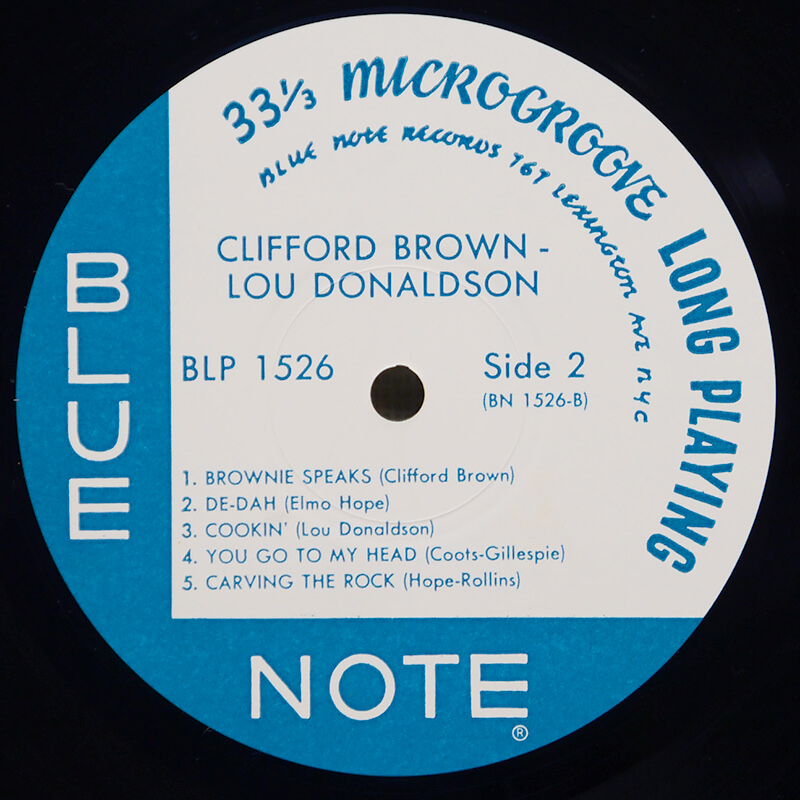 33⅓ MICROGROOVE LONG PLAYING
BLUE NOTE RECORDS 767 LEXINGTON AVE NYC
CLIFFORD BROWN -
LOU DONALDSON
BLP 1526
Side 2
(BN 1526-B)
1. BROWNIE SPEAKS (Clifford Brown)
2. DE-DAH (Elmo Hope)
3. COOKIN' (Lou Donaldson)
4. YOU GO TO MY HEAD (Coots-Gillespie)
5. CARVING THE ROCK (Hope-Rollins)
BLUE
NOTE
®